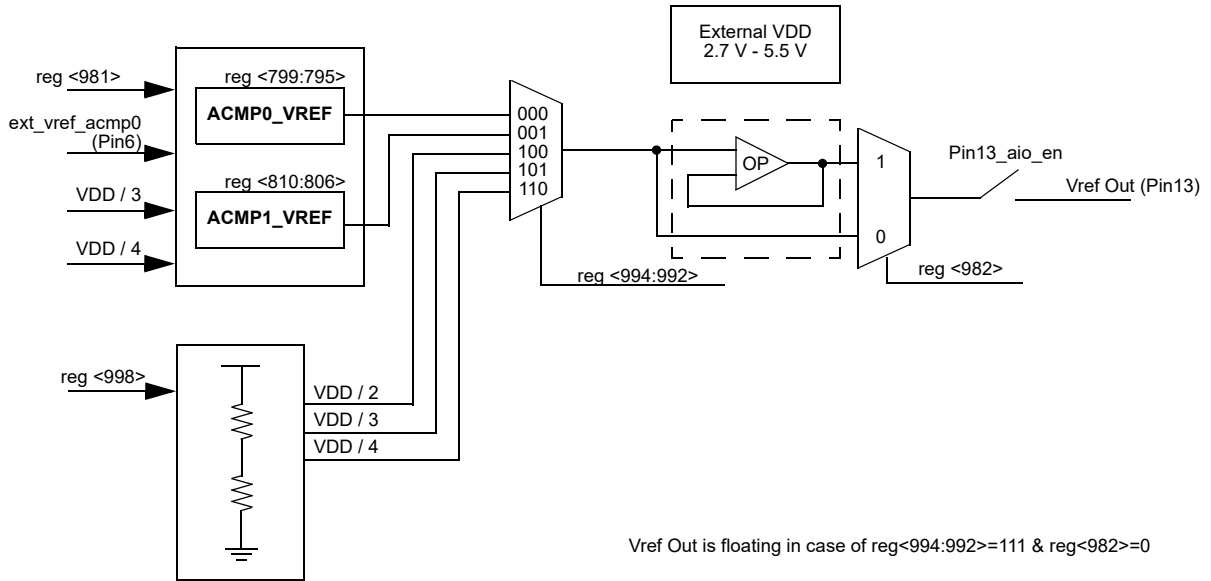 External VDD
2.7 V - 5.5 V
reg <981>
reg <799:795>
ACMP0_VREF
ext_vref_acmp0
(Pin6)
VDD / 3
reg <810:806>
ACMP1_VREF
VDD / 4
000
001
100
101
110
OP
1
0
Pin13_aio_en
Vref Out (Pin13)
reg <994:992>
reg <982>
reg <998>
VDD / 2
VDD / 3
VDD / 4
Vref Out is floating in case of reg<994:992>=111 & reg<982>=0